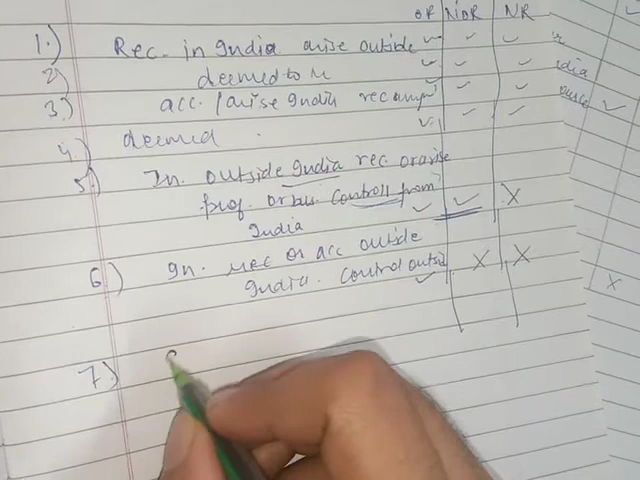 OR NOR NR
1.) Rec. in India arise outside ✓ ✓ ✓
2) deemed to ✓ ✓ ✓
3.) acc. / arise India rec. ✓ ✓ ✓
4) deemed ✓ ✓ ✓
5.) In. outside India rec or arise
prof. or bus. controll from
India ✓ ✓ X
6) In. rec or acc outside
India. control outside ✓ X X
7.)